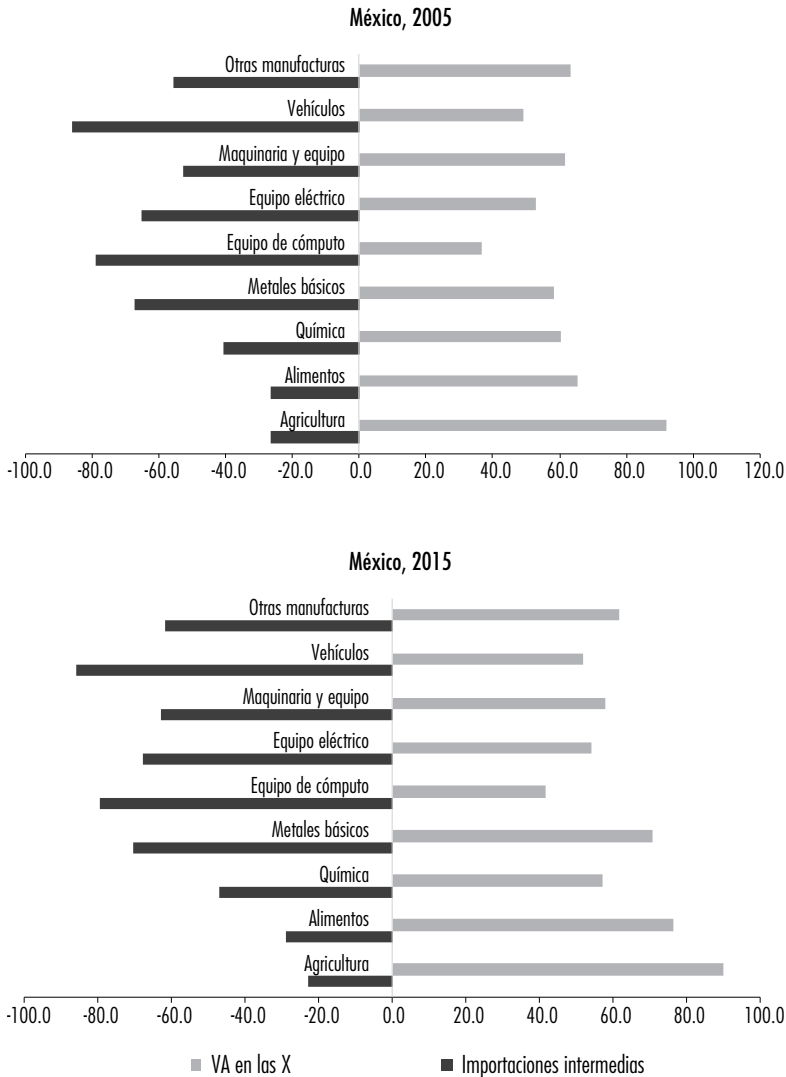 México, 2005
Otras manufacturas
Vehículos
Maquinaria y equipo
Equipo eléctrico
Equipo de cómputo
Metales básicos
Química
Alimentos
Agricultura
-100.0 -80.0 -60.0 -40.0 -20.0 0.0 20.0 40.0 60.0 80.0 100.0 120.0
México, 2015
Otras manufacturas
Vehículos
Maquinaria y equipo
Equipo eléctrico
Equipo de cómputo
Metales básicos
Química
Alimentos
Agricultura
-100.0 -80.0 -60.0 -40.0 -20.0 0.0 20.0 40.0 60.0 80.0 100.0
VA en las X Importaciones intermedias